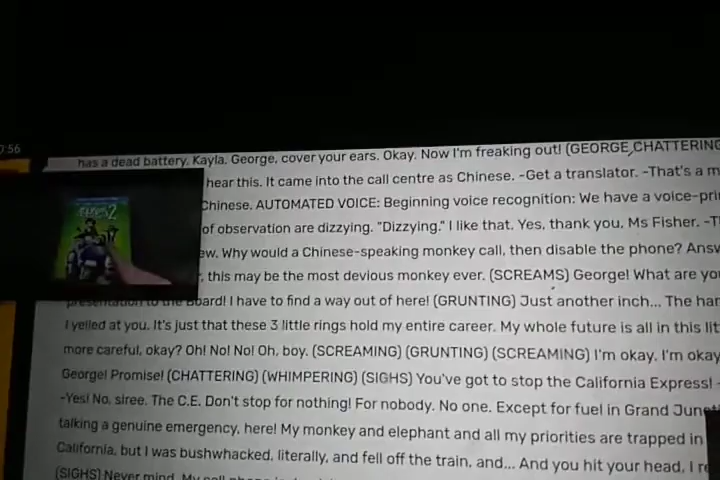 0:56
has a dead battery. Kayla, George, cover your ears. Okay. Now I'm freaking out! (GEORGE CHATTERING
hear this. It came into the call centre as Chinese. -Get a translator. -That's a m
Chinese. AUTOMATED VOICE: Beginning voice recognition: We have a voice-pri
of observation are dizzying. "Dizzying." I like that. Yes, thank you, Ms Fisher. -T
ew. Why would a Chinese-speaking monkey call, then disable the phone? Answ
, this may be the most devious monkey ever. (SCREAMS) George! What are yo
presentation to the Board! I have to find a way out of here! (GRUNTING) Just another inch... The har
I yelled at you. It's just that these 3 little rings hold my entire career. My whole future is all in this lit
more careful, okay? Oh! No! No! Oh, boy. (SCREAMING) (GRUNTING) (SCREAMING) I'm okay. I'm okay
George! Promise! (CHATTERING) (WHIMPERING) (SIGHS) You've got to stop the California Express! -
-Yes! No, siree. The C.E. Don't stop for nothing! For nobody. No one. Except for fuel in Grand Junct
talking a genuine emergency, here! My monkey and elephant and all my priorities are trapped in
California, but I was bushwhacked, literally, and fell off the train, and... And you hit your head, I re
(SIGHS) Never mind. My cell phone